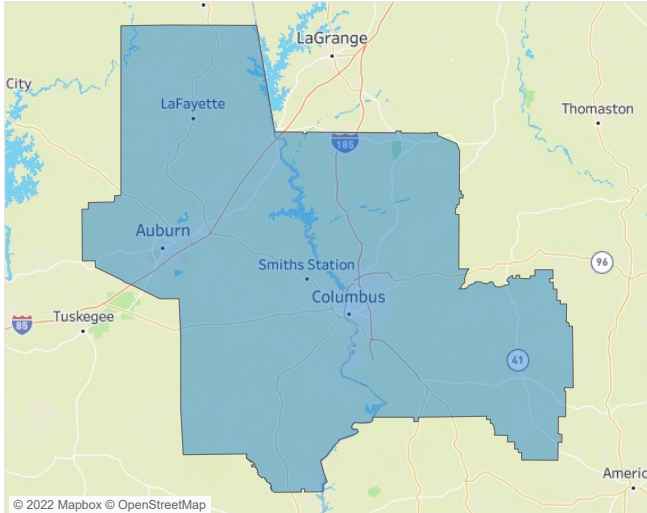 LaGrange
City
LaFayette
Thomaston
185
Auburn
96
Smiths Station
Columbus
85
Tuskegee
41
Americ
© 2022 Mapbox © OpenStreetMap